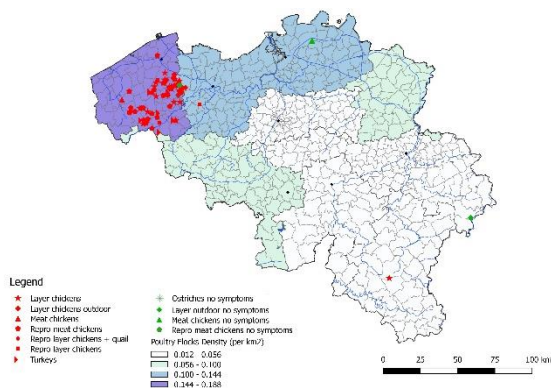 Legend
Layer chickens
Layer chickens outdoor
Meat chickens
Repro meat chickens
Repro layer chickens + quail
Repro layer chickens
Turkeys
Ostriches no symptoms
Layer outdoor no symptoms
Meat chickens no symptoms
Repro meat chickens no symptoms
Poultry Flocks Density (per km2)
0.012 - 0.056
0.056 - 0.100
0.100 - 0.144
0.144 - 0.188
0 25 50 75 100 km